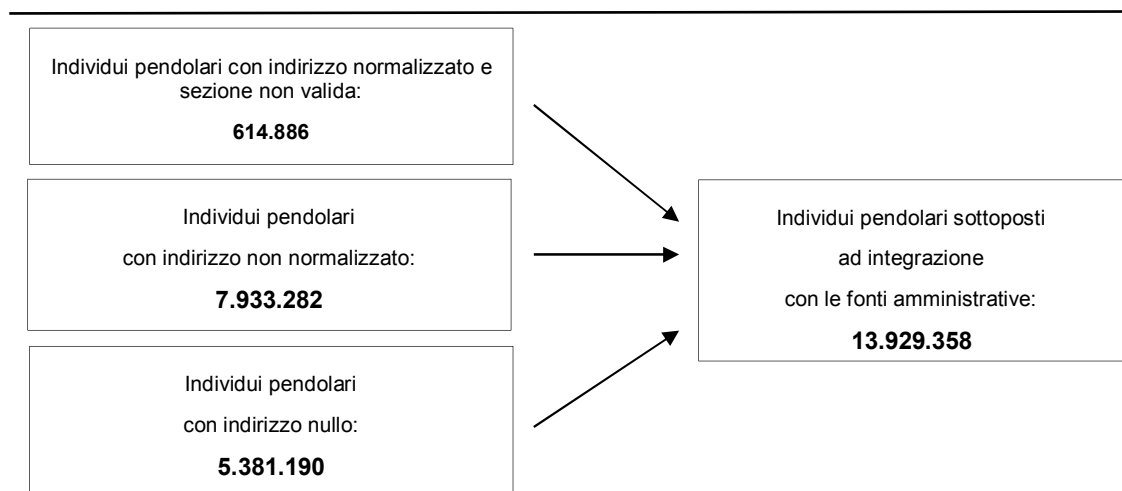 Individui pendolari con indirizzo normalizzato e
sezione non valida:
614.886
Individui pendolari
con indirizzo non normalizzato:
7.933.282
Individui pendolari
con indirizzo nullo:
5.381.190
Individui pendolari sottoposti
ad integrazione
con le fonti amministrative:
13.929.358